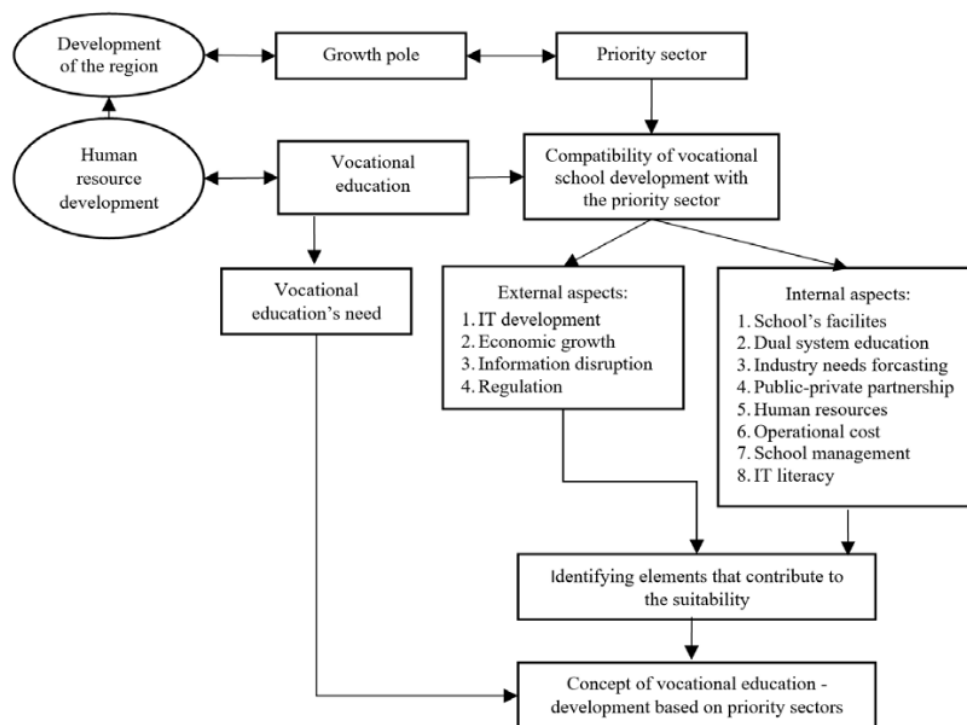 Development
of the region
Growth pole
Priority sector
Human
resource
development
Vocational
education
Compatibility of vocational
school development with
the priority sector
Vocational
education's need
External aspects:
1. IT development
2. Economic growth
3. Information disruption
4. Regulation
Internal aspects:
1. School's facilites
2. Dual system education
3. Industry needs forcasting
4. Public-private partnership
5. Human resources
6. Operational cost
7. School management
8. IT literacy
Identifying elements that contribute to
the suitability
Concept of vocational education -
development based on priority sectors